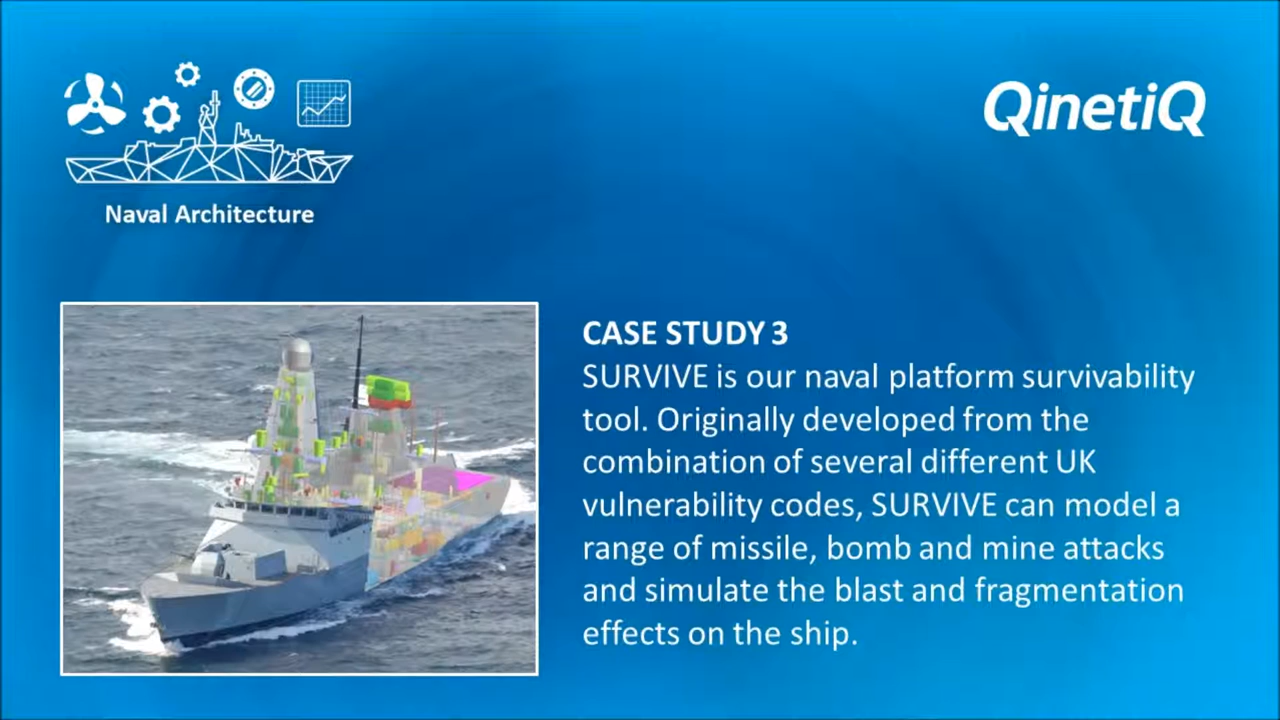 QinetiQ
Naval Architecture
CASE STUDY 3
SURVIVE is our naval platform survivability
tool. Originally developed from the
combination of several different UK
vulnerability codes, SURVIVE can model a
range of missile, bomb and mine attacks
and simulate the blast and fragmentation
effects on the ship.